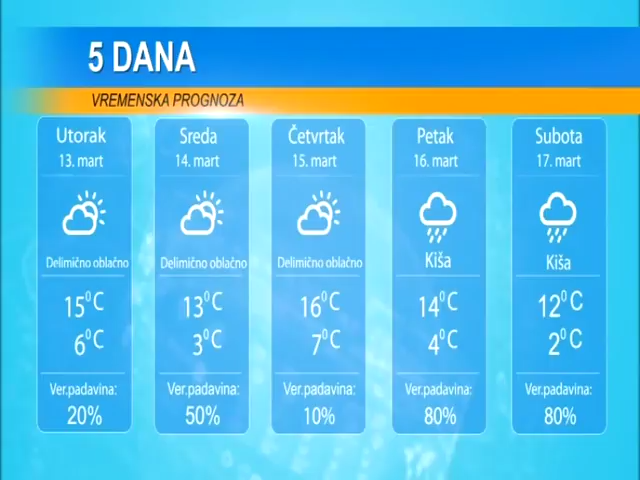 5 DANA
VREMENSKA PROGNOZA
Utorak
13. mart
Delimično oblačno
15°C
6°C
Ver.padavina:
20%
Sreda
14. mart
Delimično oblačno
13°C
3°C
Ver.padavina:
50%
Četvrtak
15. mart
Delimično oblačno
16°C
7°C
Ver.padavina:
10%
Petak
16. mart
Kiša
14°C
4°C
Ver.padavina:
80%
Subota
17. mart
Kiša
12°C
2°C
Ver.padavina:
80%